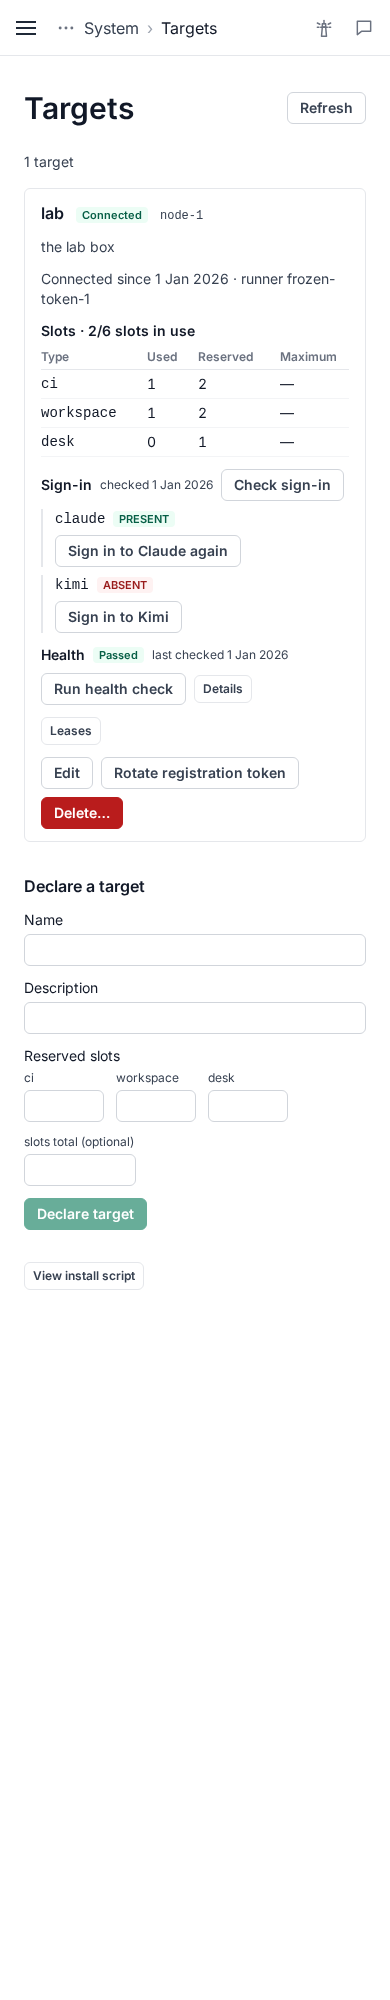 ··· System › Targets
Targets
Refresh
1 target
lab Connected node-1
the lab box
Connected since 1 Jan 2026 · runner frozen-
token-1
Slots · 2/6 slots in use
Type Used Reserved Maximum
ci 1 2 —
workspace 1 2 —
desk 0 1 —
Sign-in checked 1 Jan 2026 Check sign-in
claude PRESENT
Sign in to Claude again
kimi ABSENT
Sign in to Kimi
Health Passed last checked 1 Jan 2026
Run health check Details
Leases
Edit Rotate registration token
Delete…
Declare a target
Name
Description
Reserved slots
ci workspace desk
slots total (optional)
Declare target
View install script